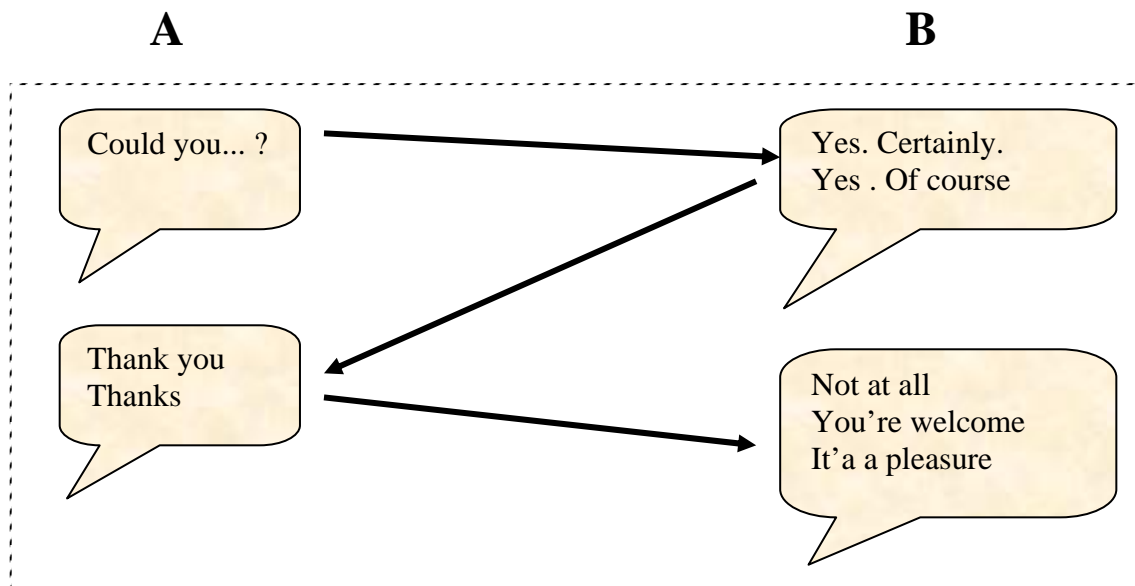 A B
Could you... ?
Yes. Certainly.
Yes . Of course
Thank you
Thanks
Not at all
You’re welcome
It’a a pleasure